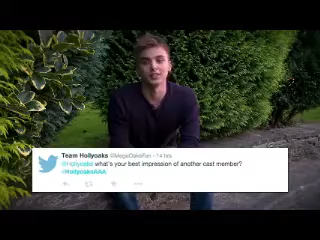 Team Hollyoaks @MegaOaksFan · 14 hrs
@Hollyoaks what's your best impression of another cast member?
#HollyoaksAAA